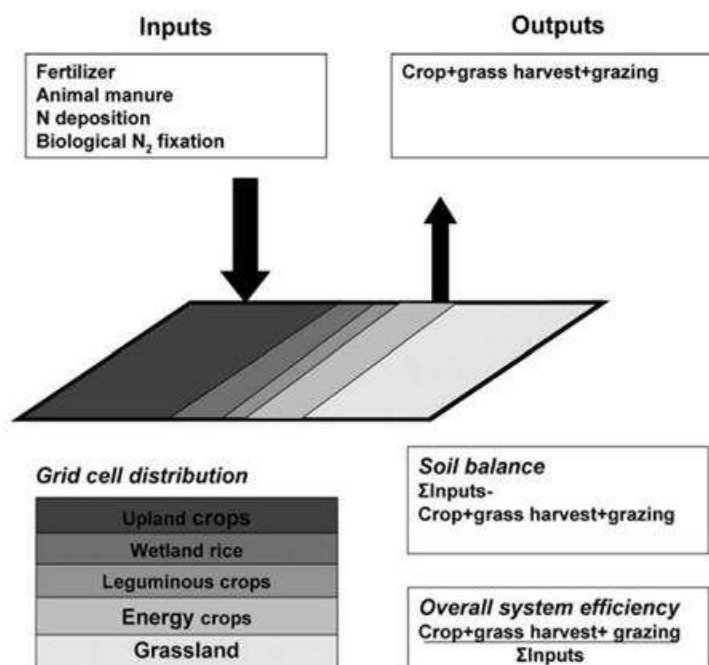 Inputs
Fertilizer
Animal manure
N deposition
Biological N₂ fixation
Outputs
Crop+grass harvest+grazing
Grid cell distribution
Upland crops
Wetland rice
Leguminous crops
Energy crops
Grassland
Soil balance
ΣInputs-
Crop+grass harvest+grazing
Overall system efficiency
Crop+grass harvest+ grazing
ΣInputs